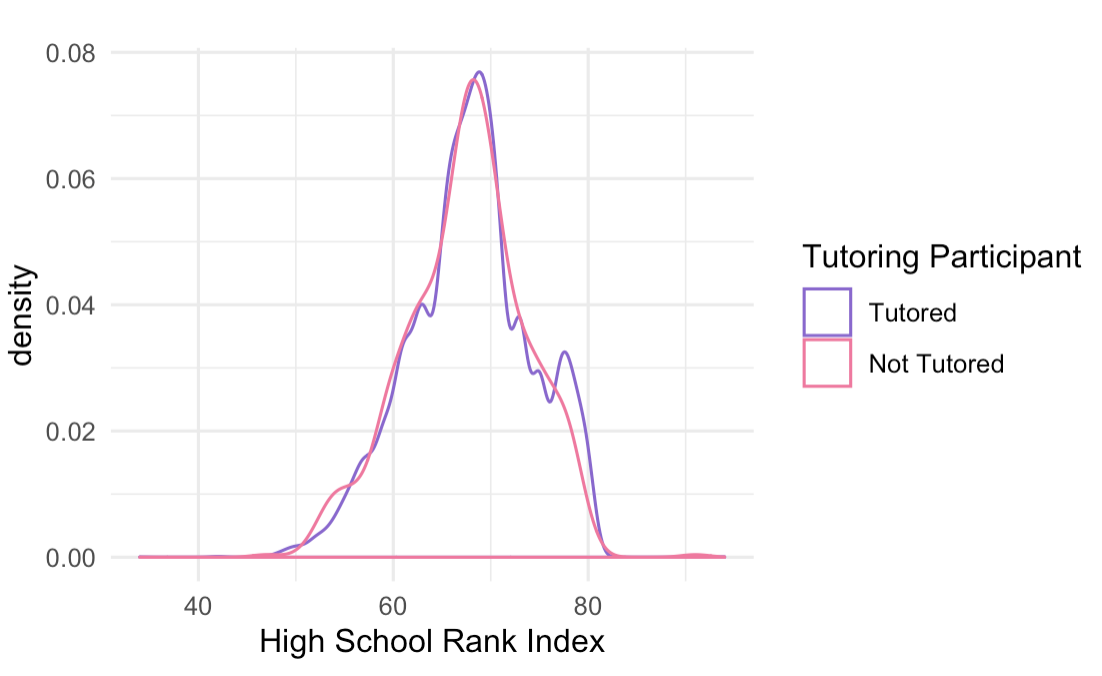 0.08
0.06
0.04
0.02
0.00
density
40 60 80
High School Rank Index
Tutoring Participant
Tutored
Not Tutored